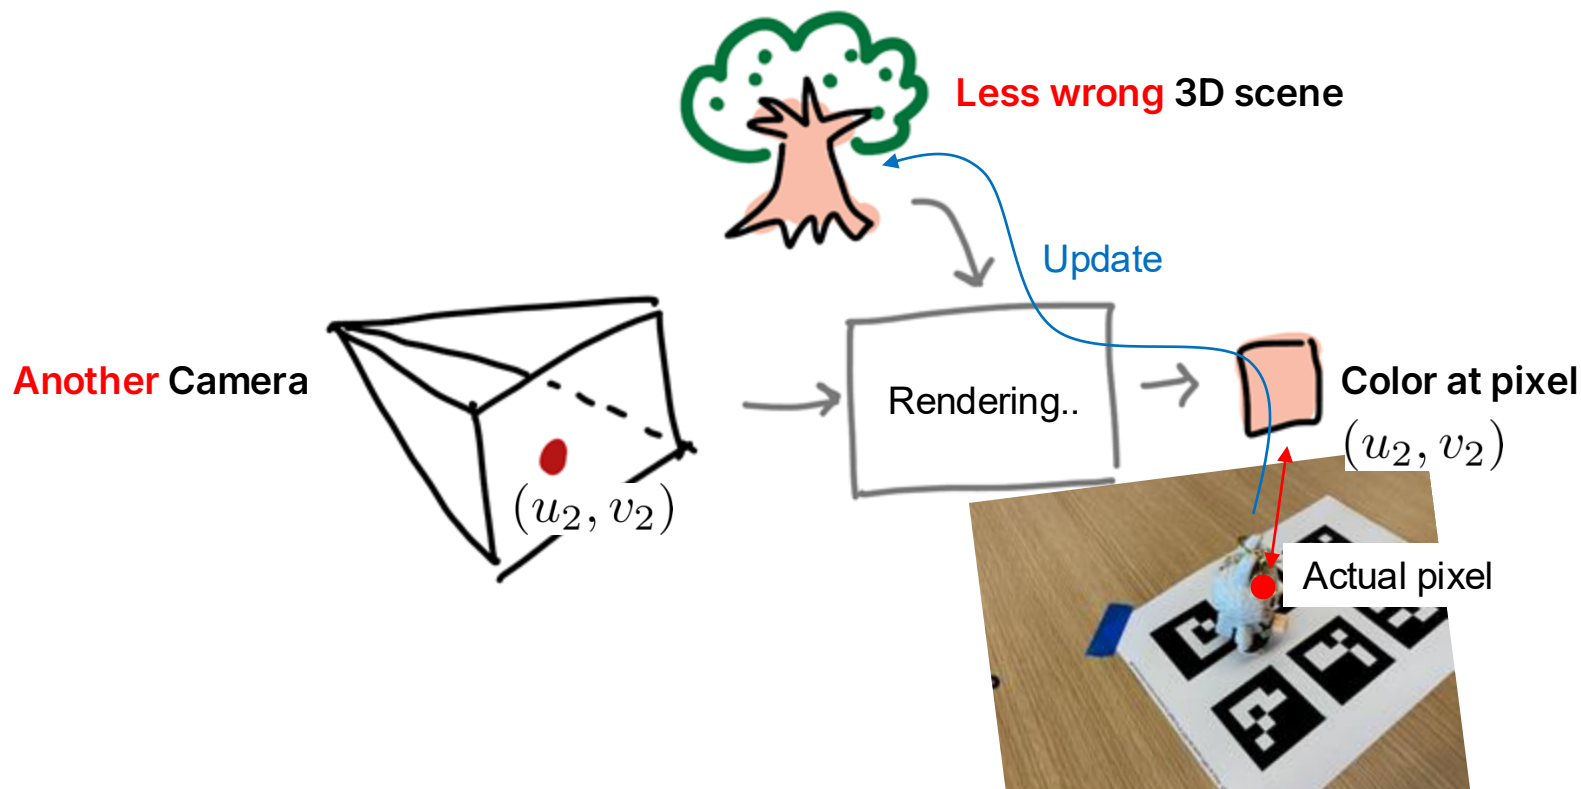 Less wrong 3D scene
Update
Another Camera
Rendering..
Color at pixel
(u₂, v₂)
(u₂, v₂)
Actual pixel